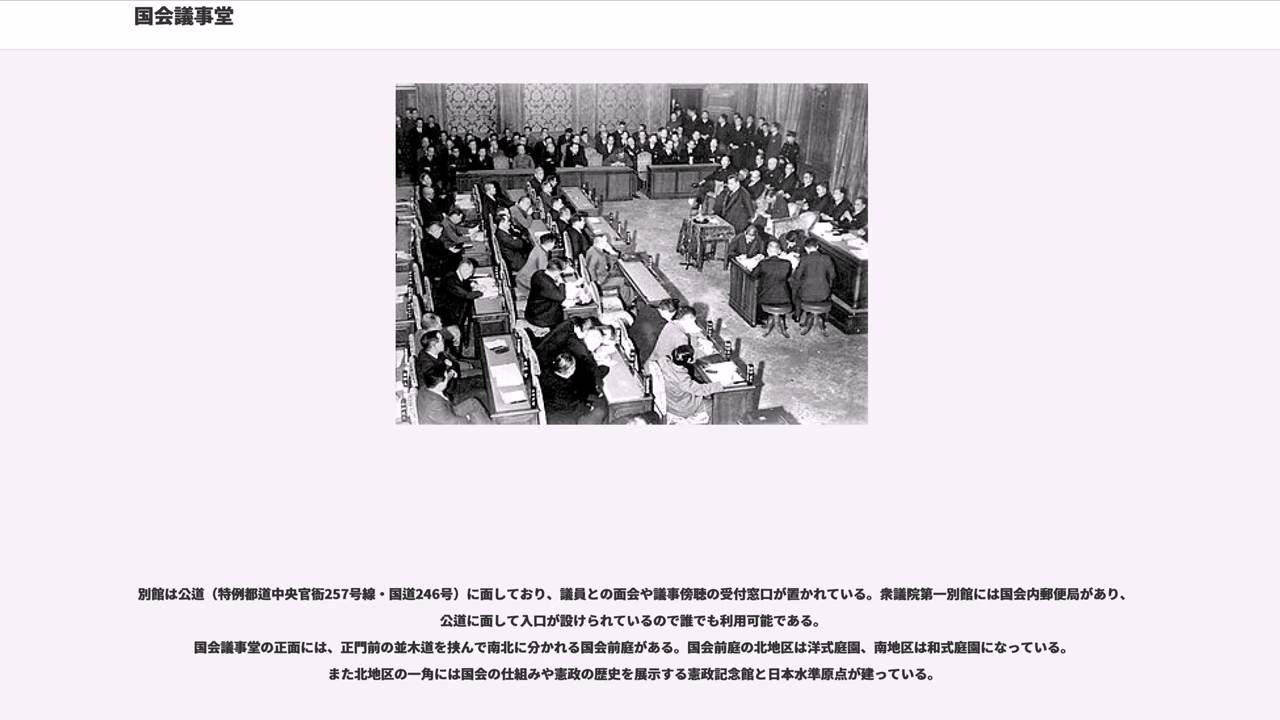 国会議事堂
別館は公道（特例都道中央官衙257号線・国道246号）に面しており、議員との面会や議事傍聴の受付窓口が置かれている。衆議院第一別館には国会内郵便局があり、
公道に面して入口が設けられているので誰でも利用可能である。
国会議事堂の正面には、正門前の並木道を挟んで南北に分かれる国会前庭がある。国会前庭の北地区は洋式庭園、南地区は和式庭園になっている。
また北地区の一角には国会の仕組みや憲政の歴史を展示する憲政記念館と日本水準原点が建っている。